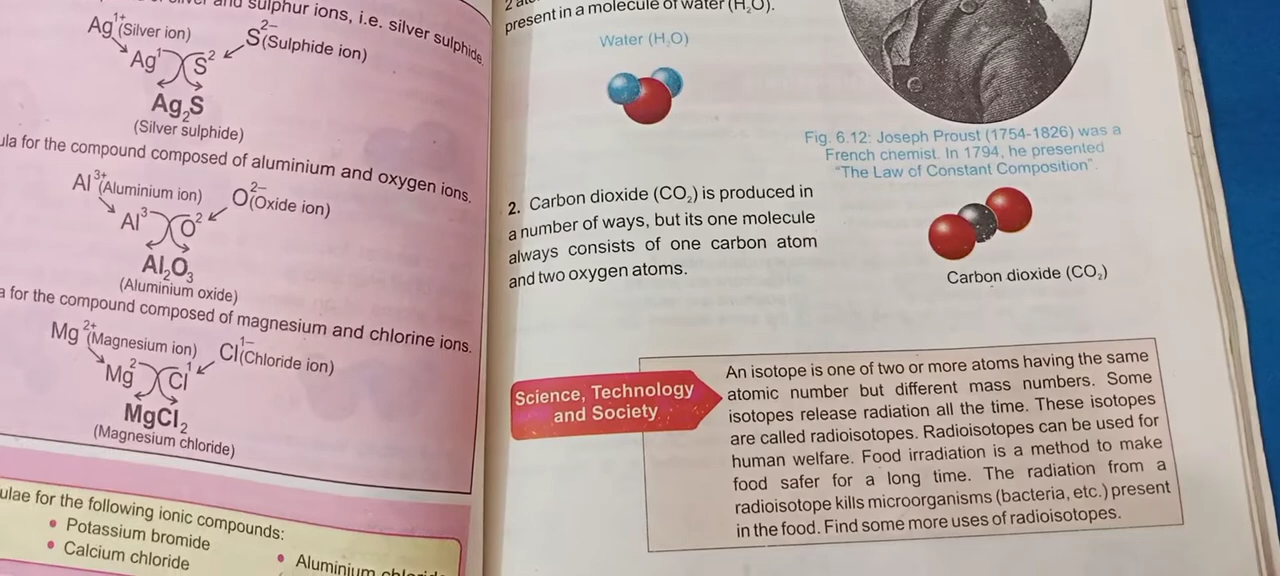 and sulphur ions, i.e. silver sulphide.
Ag¹⁺(Silver ion) S²⁻(Sulphide ion)
Ag¹ S²
Ag₂S
(Silver sulphide)
for the compound composed of aluminium and oxygen ions.
Al³⁺(Aluminium ion) O²⁻(Oxide ion)
Al³ O²
Al₂O₃
(Aluminium oxide)
for the compound composed of magnesium and chlorine ions.
Mg²⁺(Magnesium ion) Cl¹⁻(Chloride ion)
Mg² Cl¹
MgCl₂
(Magnesium chloride)
for the following ionic compounds:
• Potassium bromide
• Calcium chloride
• Aluminium
present in a molecule of water (H₂O).
Water (H₂O)
Fig. 6.12: Joseph Proust (1754-1826) was a
French chemist. In 1794, he presented
"The Law of Constant Composition".
2. Carbon dioxide (CO₂) is produced in
a number of ways, but its one molecule
always consists of one carbon atom
and two oxygen atoms.
Carbon dioxide (CO₂)
Science, Technology
and Society
An isotope is one of two or more atoms having the same
atomic number but different mass numbers. Some
isotopes release radiation all the time. These isotopes
are called radioisotopes. Radioisotopes can be used for
human welfare. Food irradiation is a method to make
food safer for a long time. The radiation from a
radioisotope kills microorganisms (bacteria, etc.) present
in the food. Find some more uses of radioisotopes.